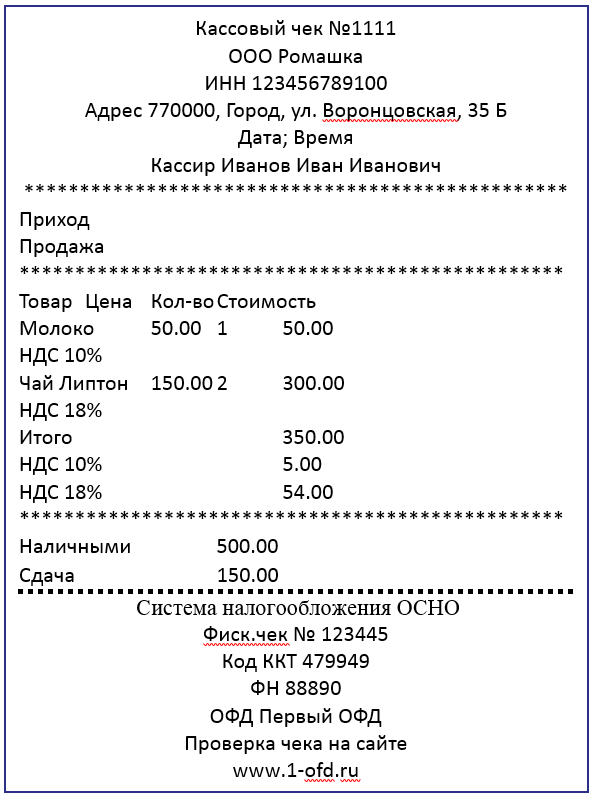 Кассовый чек №1111
ООО Ромашка
ИНН 123456789100
Адрес 770000, Город, ул. Воронцовская, 35 Б
Дата; Время
Кассир Иванов Иван Иванович
*************************************************
Приход
Продажа
*************************************************
Товар Цена Кол-во Стоимость
Молоко 50.00 1 50.00
НДС 10%
Чай Липтон 150.00 2 300.00
НДС 18%
Итого 350.00
НДС 10% 5.00
НДС 18% 54.00
*************************************************
Наличными 500.00
Сдача 150.00
Система налогообложения ОСНО
Фиск.чек № 123445
Код ККТ 479949
ФН 88890
ОФД Первый ОФД
Проверка чека на сайте
www.1-ofd.ru